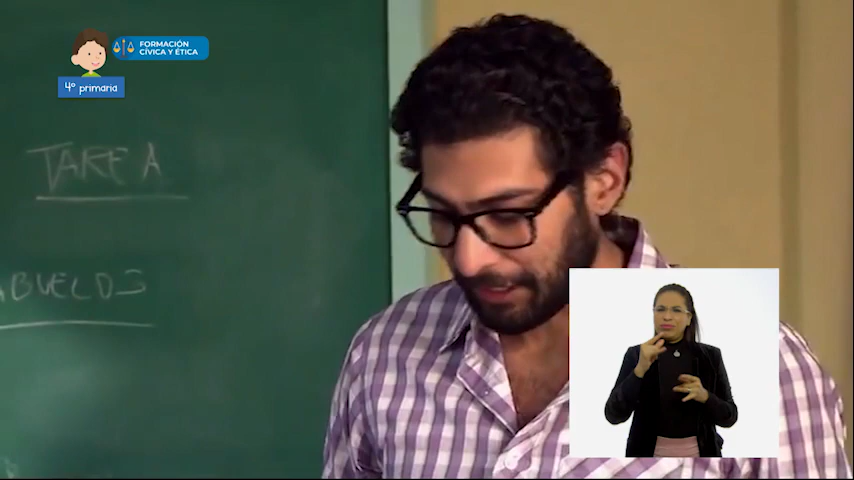 FORMACIÓN
CÍVICA Y ÉTICA
4º primaria
TAREA
ABUELOS